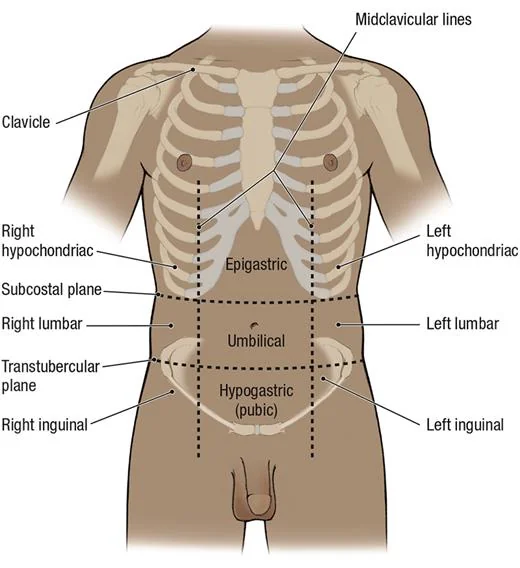 Midclavicular lines
Clavicle
Right
hypochondriac
Left
hypochondriac
Epigastric
Subcostal plane
Right lumbar
Umbilical
Left lumbar
Transtubercular
plane
Hypogastric
(pubic)
Right inguinal
Left inguinal